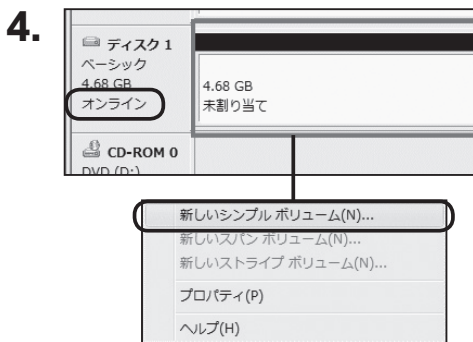 4.
ディスク 1
ベーシック
4.68 GB
オンライン
4.68 GB
未割り当て
CD-ROM 0
DVD (D:)
新しいシンプル ボリューム(N)...
新しいスパン ボリューム(N)...
新しいストライプ ボリューム(N)...
プロパティ(P)
ヘルプ(H)